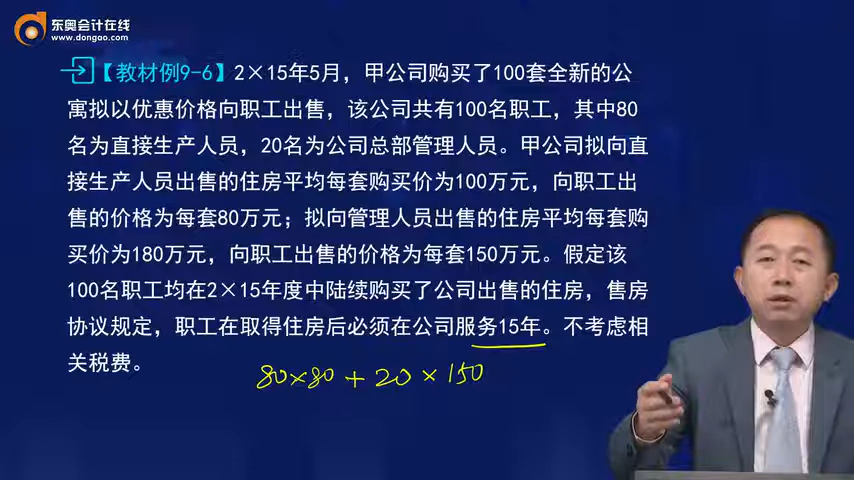 东奥会计在线
www.dongao.com
【教材例9-6】2×15年5月，甲公司购买了100套全新的公
寓拟以优惠价格向职工出售，该公司共有100名职工，其中80
名为直接生产人员，20名为公司总部管理人员。甲公司拟向直
接生产人员出售的住房平均每套购买价为100万元，向职工出
售的价格为每套80万元；拟向管理人员出售的住房平均每套购
买价为180万元，向职工出售的价格为每套150万元。假定该
100名职工均在2×15年度中陆续购买了公司出售的住房，售房
协议规定，职工在取得住房后必须在公司服务15年。不考虑相
关税费。
80×80+20×150